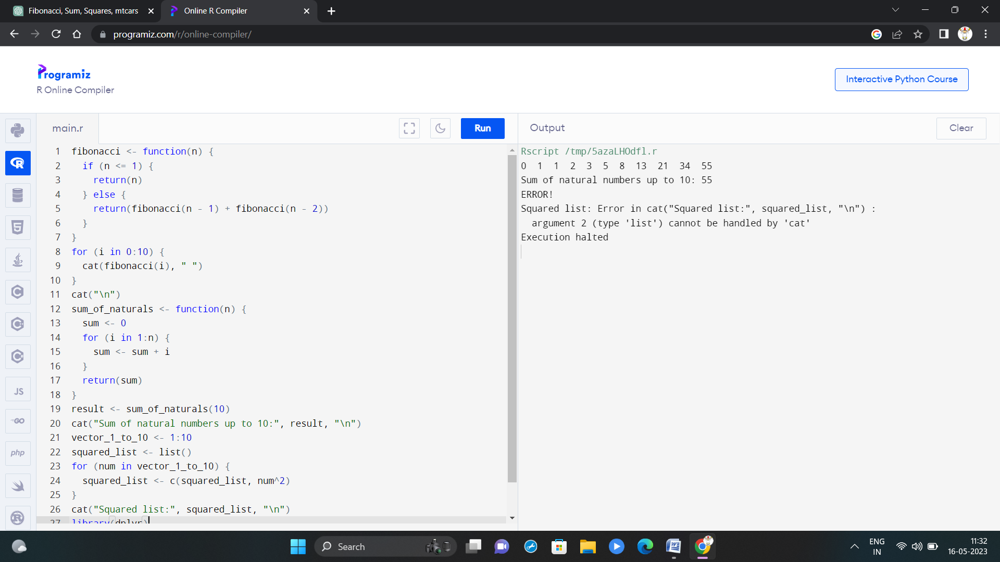 Fibonacci, Sum, Squares, mtcars
Online R Compiler
programiz.com/r/online-compiler/
Programiz
R Online Compiler
Interactive Python Course
main.r
Run
Output
Clear
1 fibonacci <- function(n) {
2   if (n <= 1) {
3     return(n)
4   } else {
5     return(fibonacci(n - 1) + fibonacci(n - 2))
6   }
7 }
8 for (i in 0:10) {
9   cat(fibonacci(i), " ")
10 }
11 cat("\n")
12 sum_of_naturals <- function(n) {
13   sum <- 0
14   for (i in 1:n) {
15     sum <- sum + i
16   }
17   return(sum)
18 }
19 result <- sum_of_naturals(10)
20 cat("Sum of natural numbers up to 10:", result, "\n")
21 vector_1_to_10 <- 1:10
22 squared_list <- list()
23 for (num in vector_1_to_10) {
24   squared_list <- c(squared_list, num^2)
25 }
26 cat("Squared list:", squared_list, "\n")
27 library(dplyr)
Rscript /tmp/5azaLHOdfl.r
0  1  1  2  3  5  8  13  21  34  55
Sum of natural numbers up to 10: 55
ERROR!
Squared list: Error in cat("Squared list:", squared_list, "\n") :
  argument 2 (type 'list') cannot be handled by 'cat'
Execution halted
JS
GO
php
Search
ENG
IN
11:32
16-05-2023